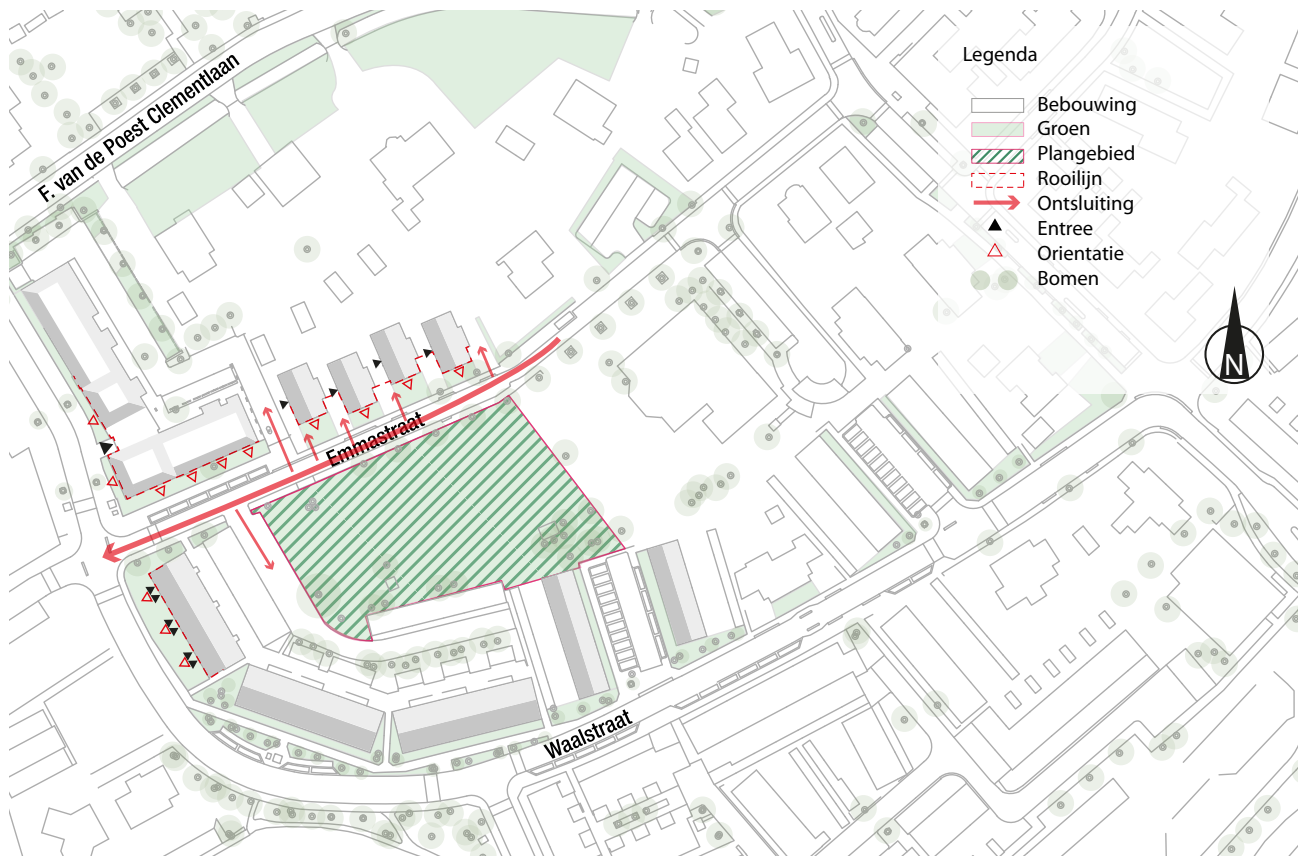 F. van de Poest Clementlaan
Legenda
Bebouwing
Groen
Plangebied
Rooilijn
Ontsluiting
Entree
Orientatie
Bomen
N
Emmastraat
Waalstraat